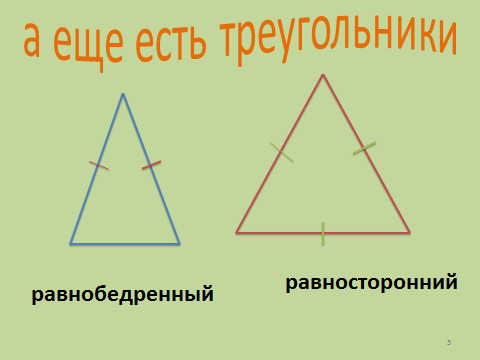 а еще есть треугольники
равнобедренный
равносторонний
5